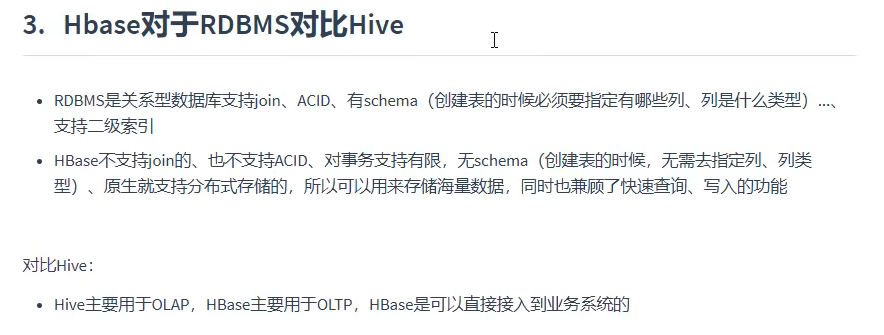 3. Hbase对于RDBMS对比Hive
• RDBMS是关系型数据库支持join、ACID、有schema（创建表的时候必须要指定有哪些列、列是什么类型）...、
支持二级索引
• HBase不支持join的、也不支持ACID、对事务支持有限，无schema（创建表的时候，无需去指定列、列类
型）、原生就支持分布式存储的，所以可以用来存储海量数据，同时也兼顾了快速查询、写入的功能
对比Hive：
• Hive主要用于OLAP，HBase主要用于OLTP，HBase是可以直接接入到业务系统的